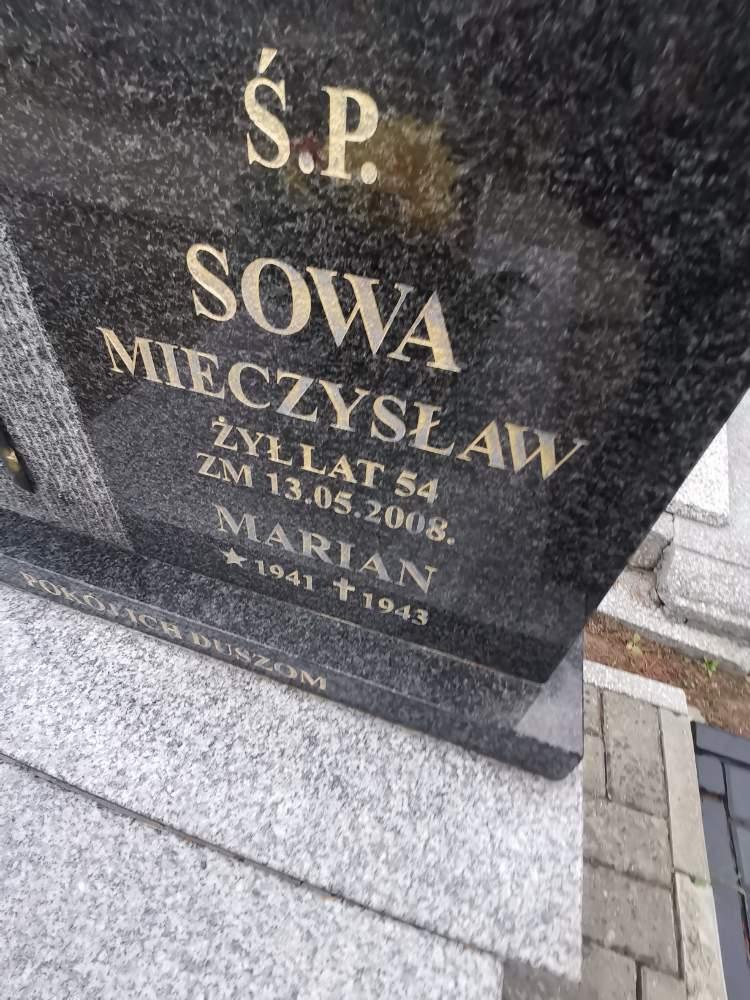 Ś.P.
SOWA
MIECZYSŁAW
ŻYŁ LAT 54
ZM 13.05.2008.
MARIAN
★ 1941 ✝ 1943
POKÓJ ICH DUSZOM